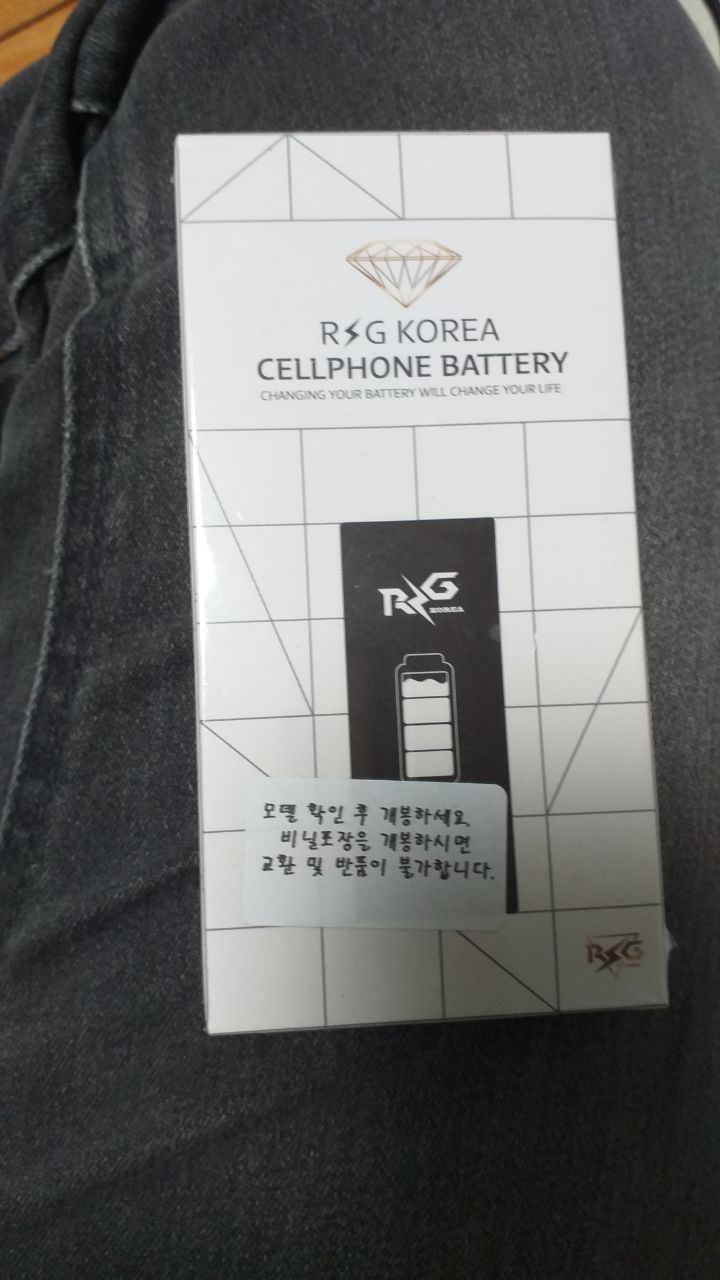 R⚡G KOREA
CELLPHONE BATTERY
CHANGING YOUR BATTERY WILL CHANGE YOUR LIFE
R⚡G
KOREA
모델 확인 후 개봉하세요.
비닐포장을 개봉하시면
교환 및 반품이 불가합니다.
R⚡G